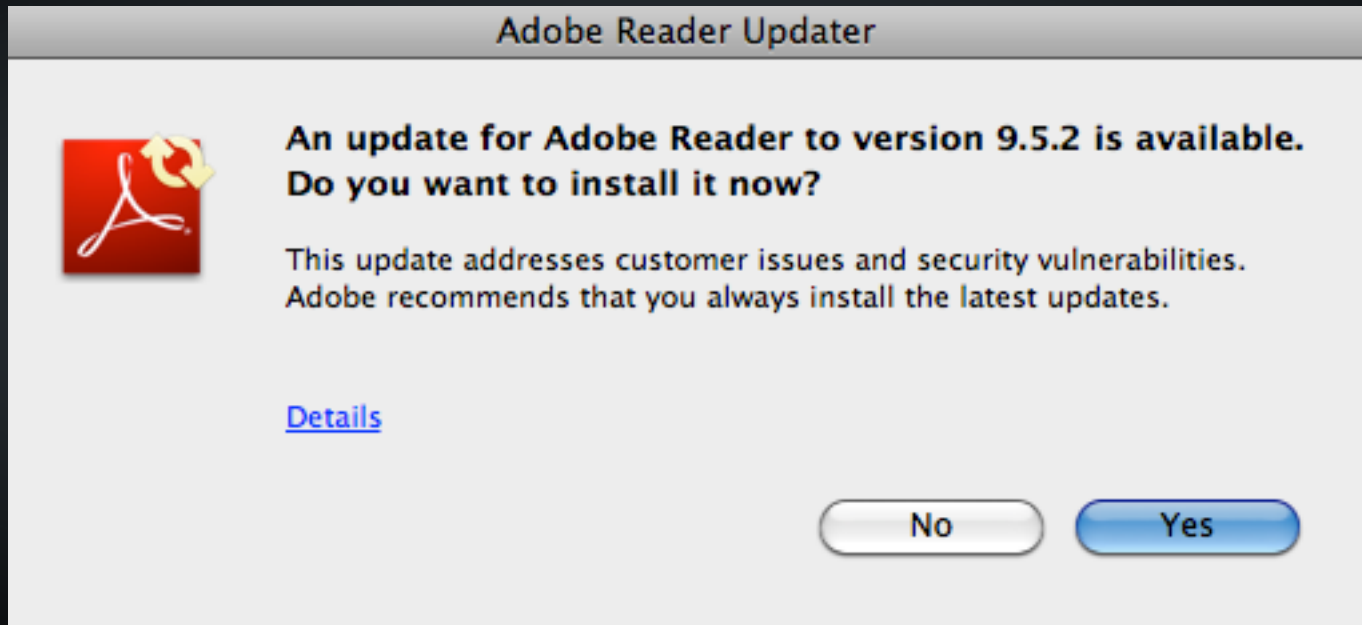 Adobe Reader Updater
An update for Adobe Reader to version 9.5.2 is available.
Do you want to install it now?
This update addresses customer issues and security vulnerabilities.
Adobe recommends that you always install the latest updates.
Details
No
Yes